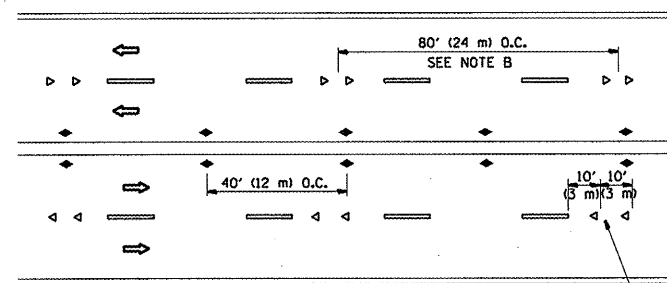 80' (24 m) O.C.
SEE NOTE B
40' (12 m) O.C.
10' 10'
(3 m) (3 m)